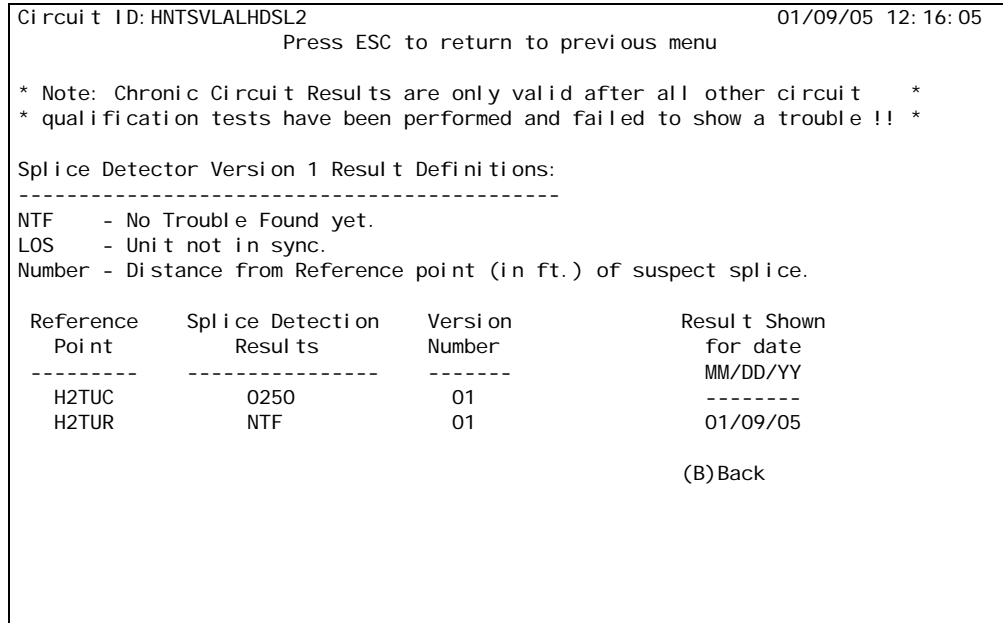 Circuit ID:HNTSVLALHDSL2 01/09/05 12:16:05
Press ESC to return to previous menu
* Note: Chronic Circuit Results are only valid after all other circuit *
* qualification tests have been performed and failed to show a trouble !! *
Splice Detector Version 1 Result Definitions:
---------------------------------------------
NTF - No Trouble Found yet.
LOS - Unit not in sync.
Number - Distance from Reference point (in ft.) of suspect splice.
Reference Splice Detection Version Result Shown
Point Results Number for date
--------- ---------------- ------- MM/DD/YY
H2TUC 0250 01 --------
H2TUR NTF 01 01/09/05
(B)Back